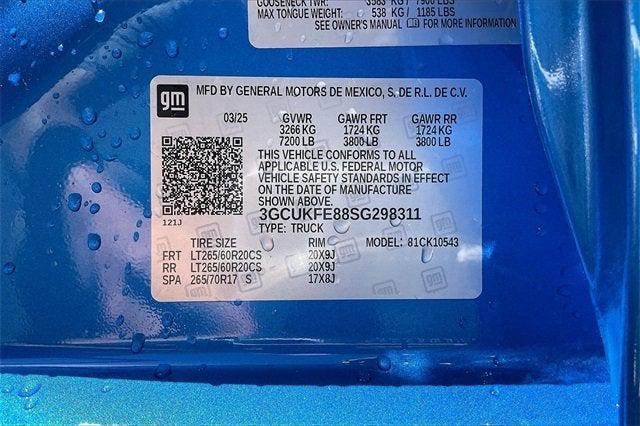 GOOSENECK TWR: 3583 KG / 7900 LBS
MAX TONGUE WEIGHT: 538 KG / 1185 LBS
SEE OWNER'S MANUAL FOR MORE INFORMATION
gm
MFD BY GENERAL MOTORS DE MEXICO, S, DE R.L. DE C.V.
03/25 GVWR GAWR FRT GAWR RR
3266 KG 1724 KG 1724 KG
7200 LB 3800 LB 3800 LB
THIS VEHICLE CONFORMS TO ALL
APPLICABLE U.S. FEDERAL MOTOR
VEHICLE SAFETY STANDARDS IN EFFECT
ON THE DATE OF MANUFACTURE
SHOWN ABOVE.
3GCUKFE88SG298311
121J
TYPE: TRUCK
TIRE SIZE RIM MODEL: 81CK10543
FRT LT265/60R20CS 20X9J
RR LT265/60R20CS 20X9J
SPA 265/70R17 S 17X8J